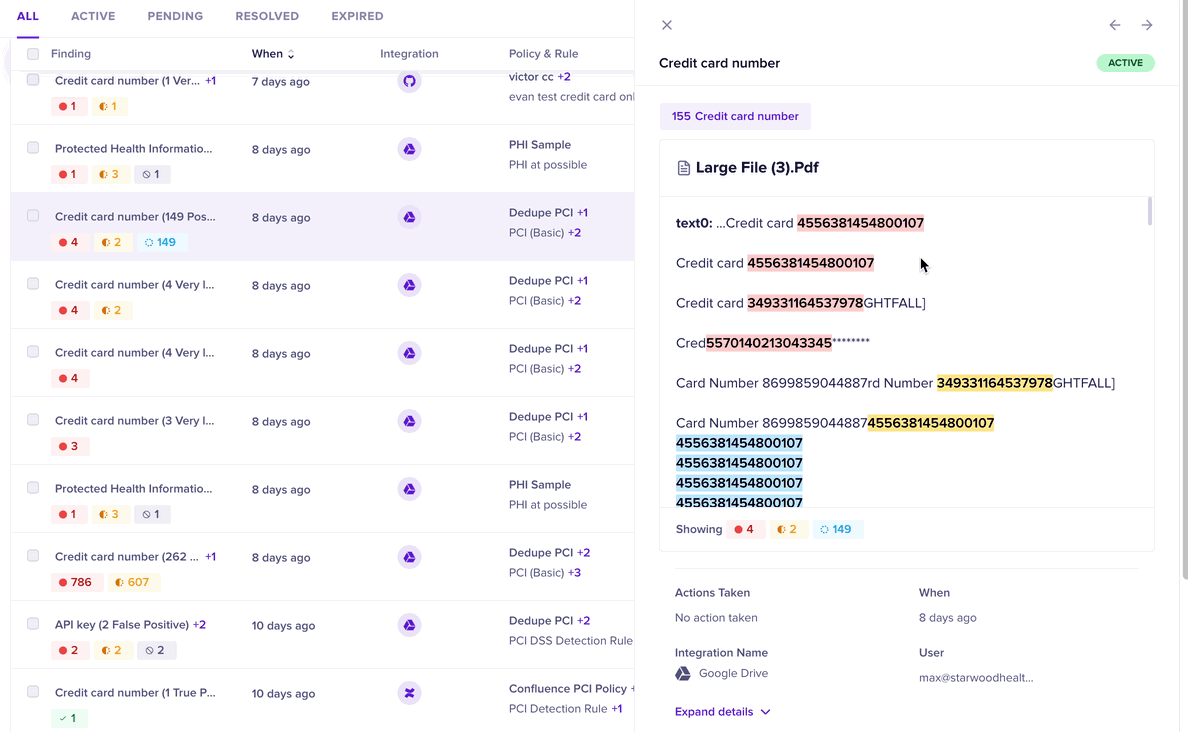 ALL ACTIVE PENDING RESOLVED EXPIRED
Finding When Integration Policy & Rule
Credit card number (1 Ver... +1 7 days ago victor cc +2
evan test credit card onl
1 1
Protected Health Informatio... 8 days ago PHI Sample
PHI at possible
1 3 1
Credit card number (149 Pos... 8 days ago Dedupe PCI +1
PCI (Basic) +2
4 2 149
Credit card number (4 Very l... 8 days ago Dedupe PCI +1
PCI (Basic) +2
4 2
Credit card number (4 Very l... 8 days ago Dedupe PCI +1
PCI (Basic) +2
4
Credit card number (3 Very l... 8 days ago Dedupe PCI +1
PCI (Basic) +2
3
Protected Health Informatio... 8 days ago PHI Sample
PHI at possible
1 3 1
Credit card number (262 ... +1 8 days ago Dedupe PCI +2
PCI (Basic) +3
786 607
API key (2 False Positive) +2 10 days ago Dedupe PCI +2
PCI DSS Detection Rule
2 2 2
Credit card number (1 True P... 10 days ago Confluence PCI Policy +
PCI Detection Rule +1
1
Credit card number ACTIVE
155 Credit card number
Large File (3).Pdf
text0: ...Credit card 4556381454800107
Credit card 4556381454800107
Credit card 349331164537978GHTFALL]
Cred5570140213043345********
Card Number 8699859044887rd Number 349331164537978GHTFALL]
Card Number 86998590448874556381454800107
4556381454800107
4556381454800107
4556381454800107
4556381454800107
Showing 4 2 149
Actions Taken When
No action taken 8 days ago
Integration Name User
Google Drive max@starwoodhealt...
Expand details